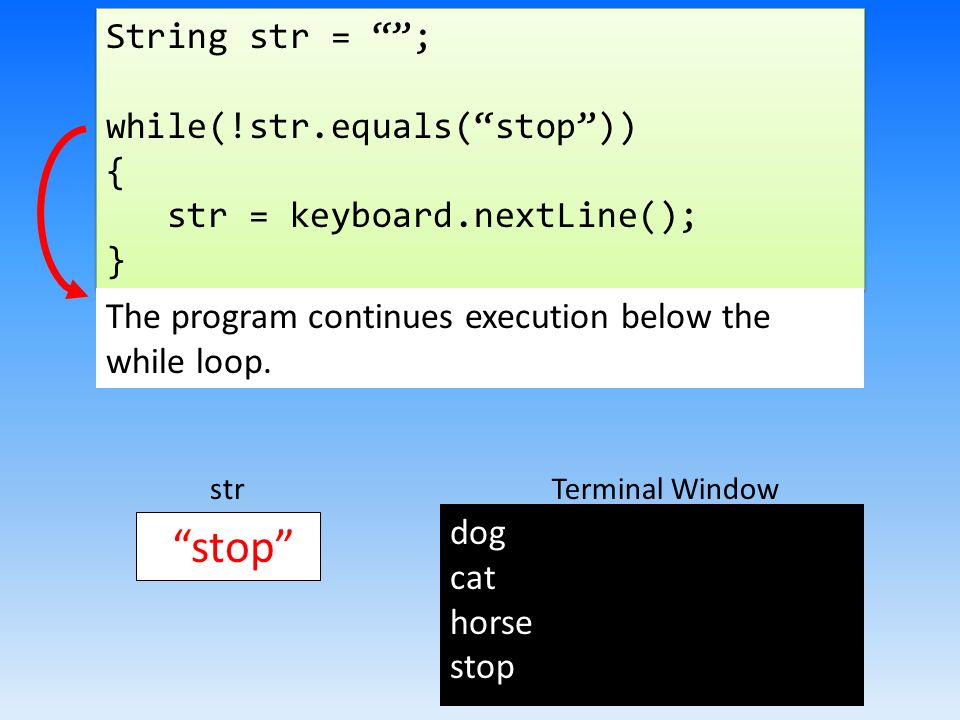 String str = “”;
while(!str.equals(“stop”))
{
str = keyboard.nextLine();
}
The program continues execution below the
while loop.
str
“stop”
Terminal Window
dog
cat
horse
stop